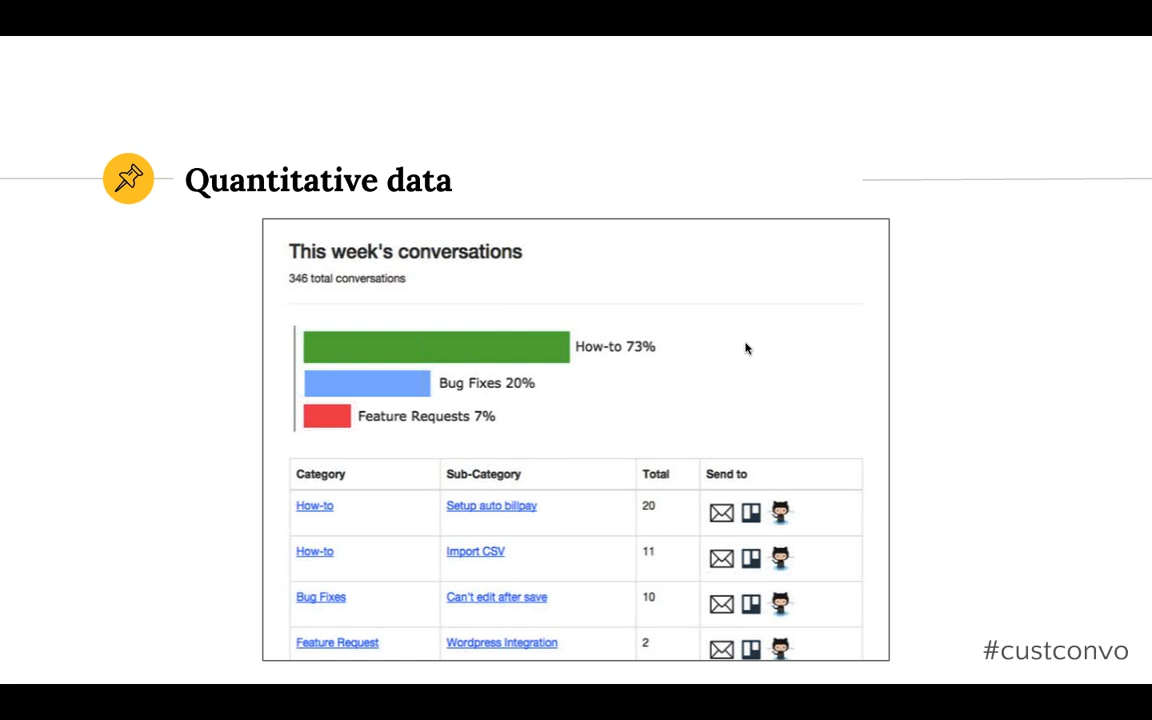 Quantitative data
This week's conversations
346 total conversations
How-to 73%
Bug Fixes 20%
Feature Requests 7%
Category Sub-Category Total Send to
How-to Setup auto billpay 20
How-to Import CSV 11
Bug Fixes Can't edit after save 10
Feature Request Wordpress Integration 2
#custconvo